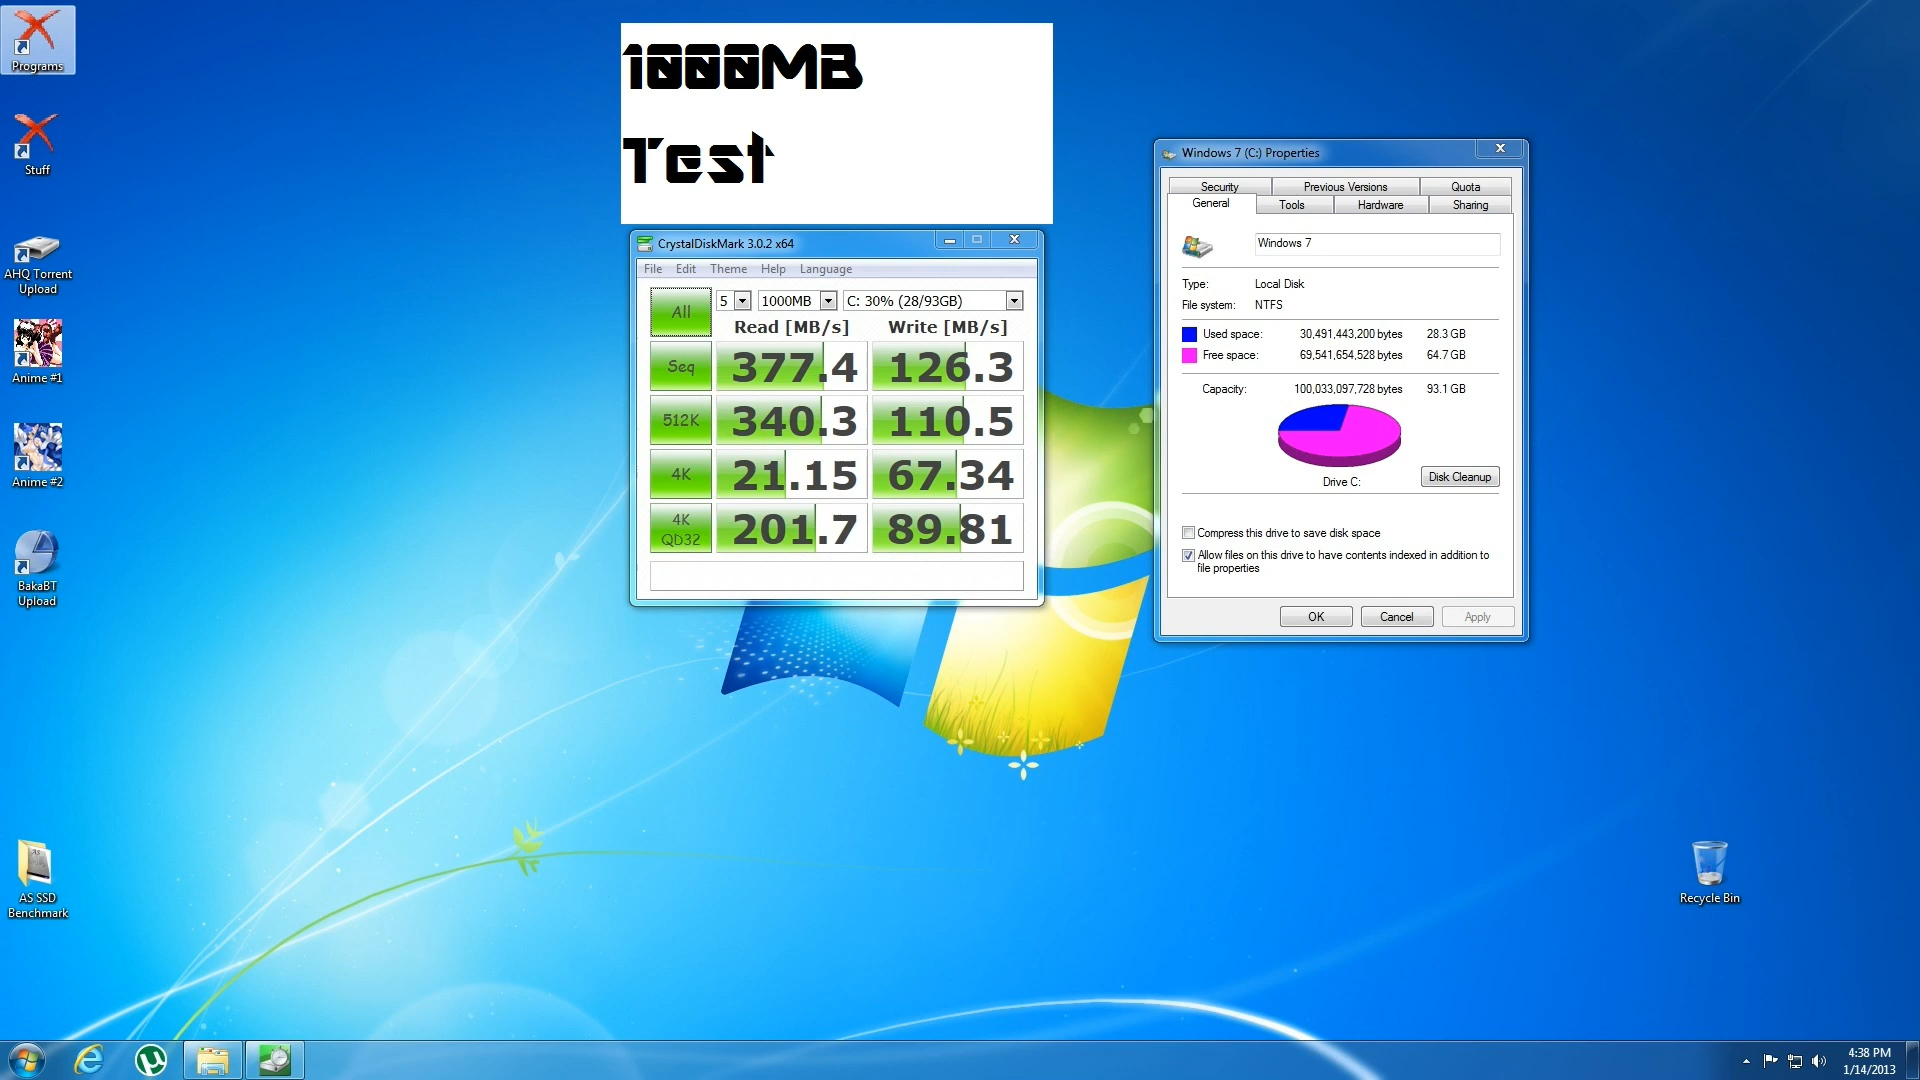 Programs
Stuff
AHQ Torrent
Upload
Anime #1
Anime #2
BakaBT
Upload
AS SSD
Benchmark
1000MB
Test
CrystalDiskMark 3.0.2 x64
File Edit Theme Help Language
All 5 1000MB C: 30% (28/93GB)
Read [MB/s] Write [MB/s]
Seq 377.4 126.3
512K 340.3 110.5
4K 21.15 67.34
4K
QD32 201.7 89.81
Windows 7 (C:) Properties
Security Previous Versions Quota
General Tools Hardware Sharing
Windows 7
Type: Local Disk
File system: NTFS
Used space: 30,491,443,200 bytes 28.3 GB
Free space: 69,541,654,528 bytes 64.7 GB
Capacity: 100,033,097,728 bytes 93.1 GB
Drive C: Disk Cleanup
Compress this drive to save disk space
Allow files on this drive to have contents indexed in addition to
file properties
OK Cancel Apply
Recycle Bin
4:38 PM
1/14/2013